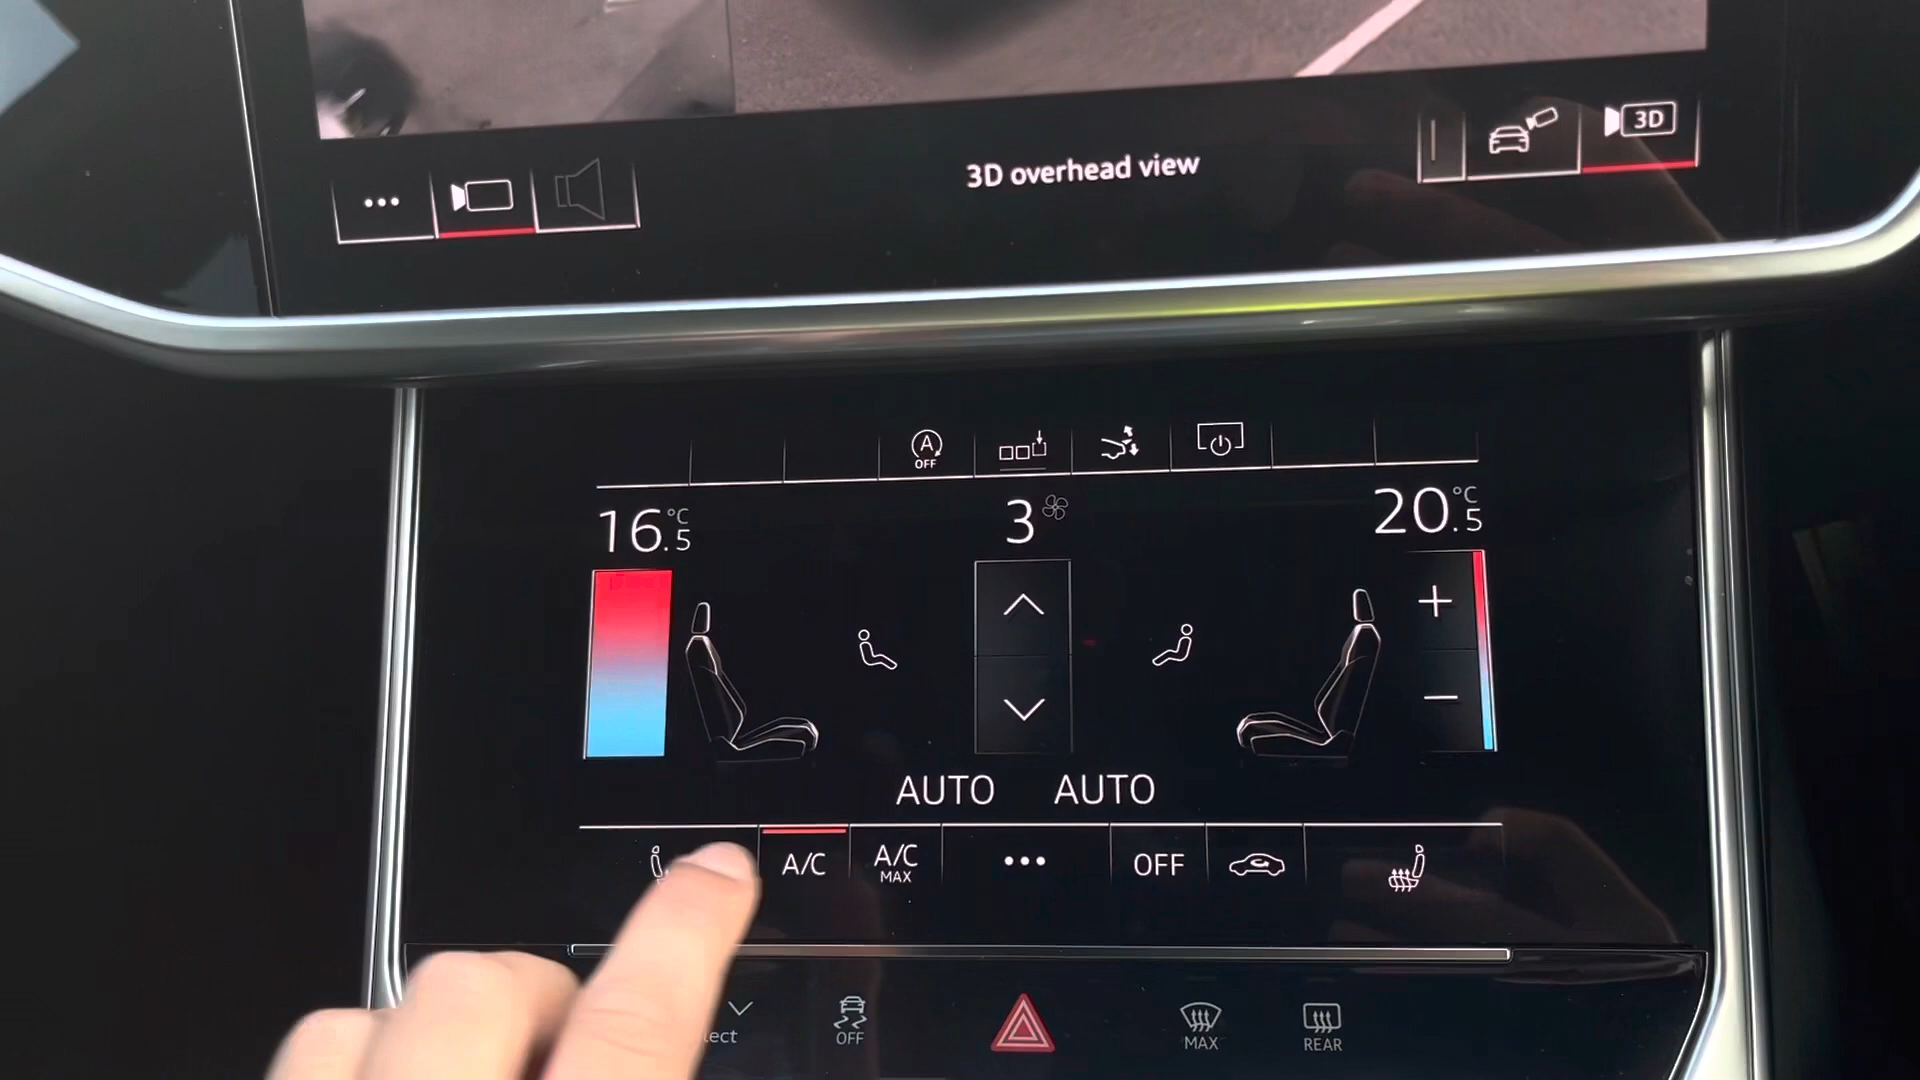 3D
3D overhead view
A
OFF
16.5 °C
3
20.5 °C
AUTO AUTO
A/C
A/C
MAX
OFF
OFF
MAX
REAR